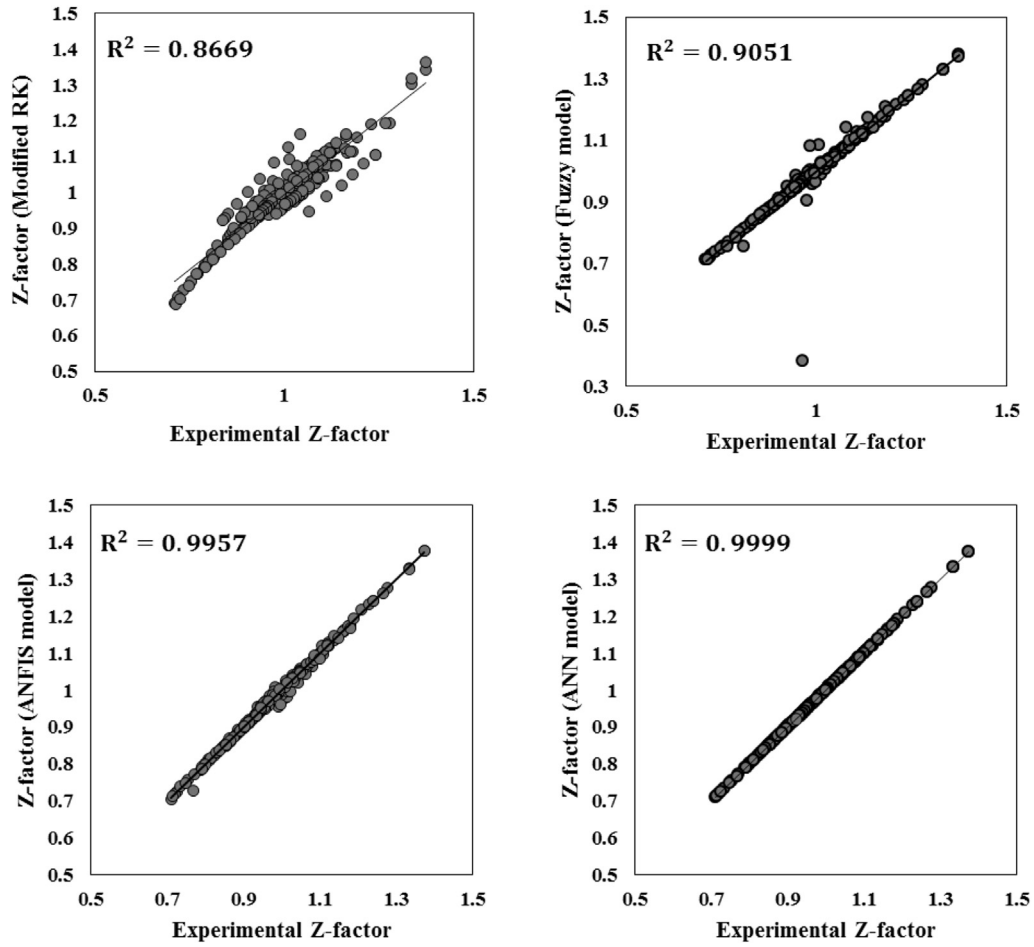 R² = 0.8669
Z-factor (Modified RK)
1.5
1.4
1.3
1.2
1.1
1
0.9
0.8
0.7
0.6
0.5
0.5 1 1.5
Experimental Z-factor
R² = 0.9051
Z-factor (Fuzzy model)
1.5
1.3
1.1
0.9
0.7
0.5
0.3
0.5 1 1.5
Experimental Z-factor
R² = 0.9957
Z-factor (ANFIS model)
1.5
1.4
1.3
1.2
1.1
1
0.9
0.8
0.7
0.6
0.5
0.5 0.7 0.9 1.1 1.3 1.5
Experimental Z-factor
R² = 0.9999
Z-factor (ANN model)
1.5
1.4
1.3
1.2
1.1
1
0.9
0.8
0.7
0.6
0.5
0.5 0.7 0.9 1.1 1.3 1.5
Experimental Z-factor